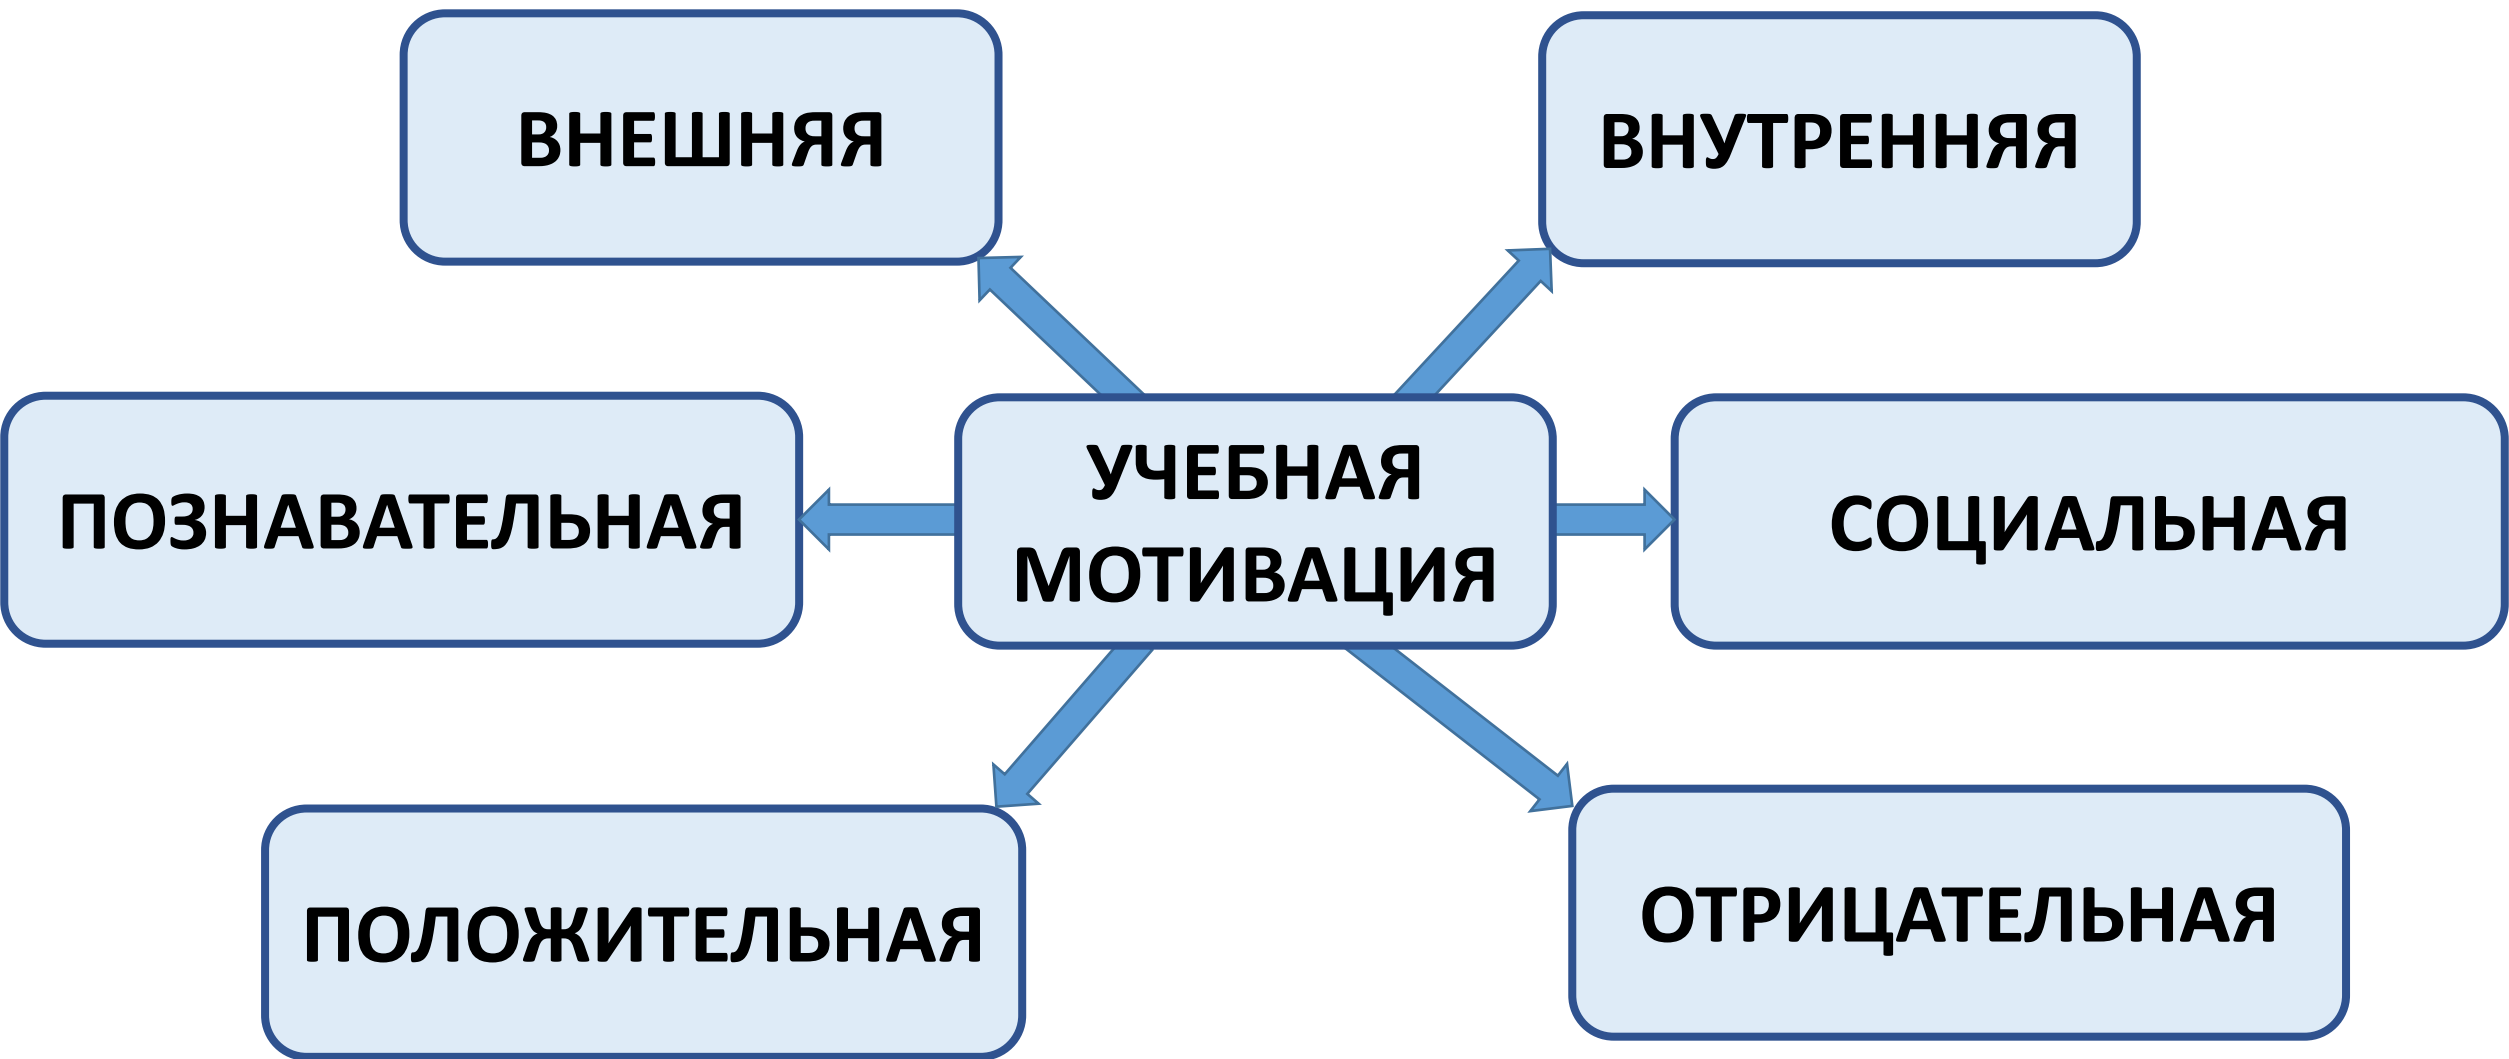 ВНЕШНЯЯ
ВНУТРЕННЯЯ
ПОЗНАВАТЕЛЬНАЯ
УЧЕБНАЯ
МОТИВАЦИЯ
СОЦИАЛЬНАЯ
ПОЛОЖИТЕЛЬНАЯ
ОТРИЦАТЕЛЬНАЯ